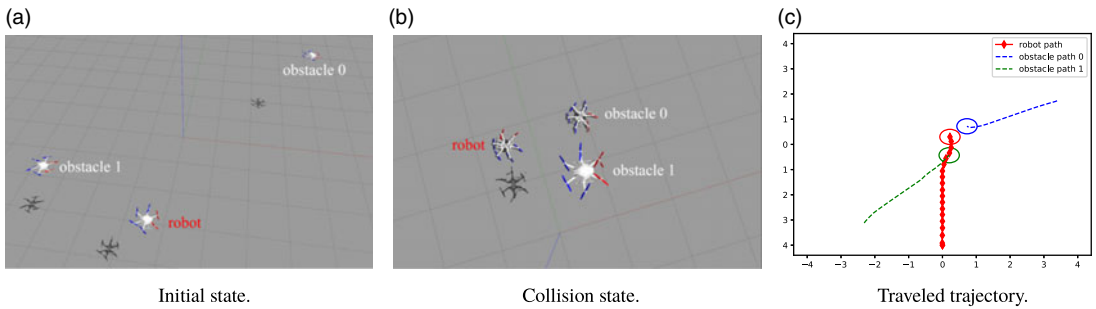 (a)
obstacle 0
obstacle 1
robot
Initial state.
(b)
obstacle 0
robot
obstacle 1
Collision state.
(c)
robot path
obstacle path 0
obstacle path 1
4
3
2
1
0
1
2
3
4
−4 −3 −2 −1 0 1 2 3 4
Traveled trajectory.